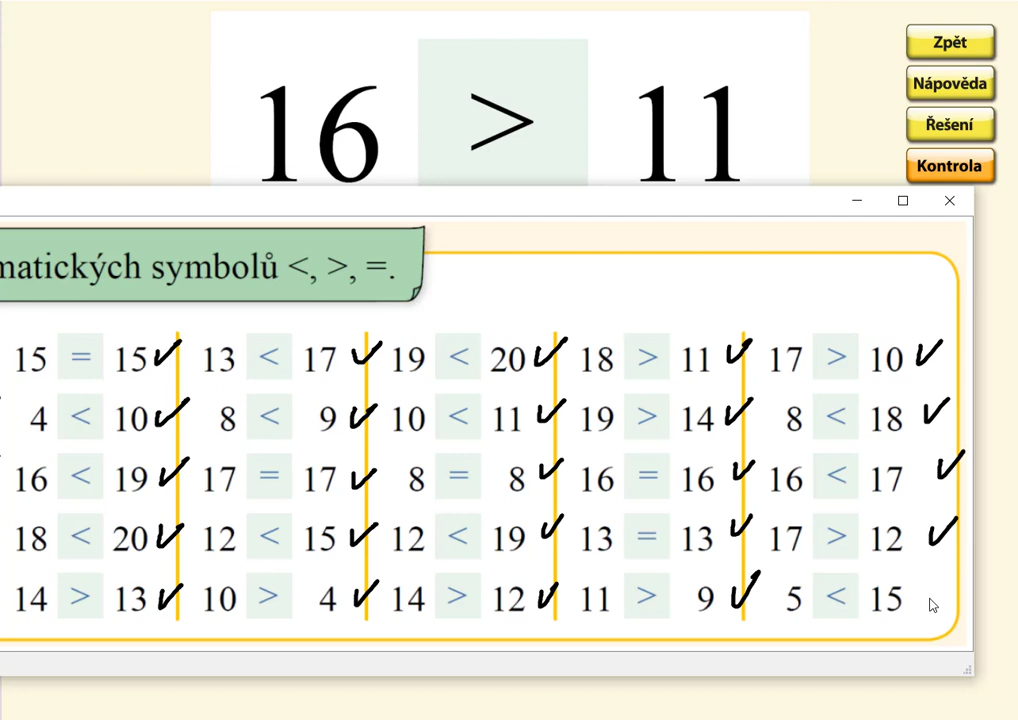 16 > 11
Zpět
Nápověda
Řešení
Kontrola
matických symbolů <, >, =.
15 = 15 ✓ 13 < 17 ✓ 19 < 20 ✓ 18 > 11 ✓ 17 > 10 ✓
4 < 10 ✓ 8 < 9 ✓ 10 < 11 ✓ 19 > 14 ✓ 8 < 18 ✓
16 < 19 ✓ 17 = 17 ✓ 8 = 8 ✓ 16 = 16 ✓ 16 < 17 ✓
18 < 20 ✓ 12 < 15 ✓ 12 < 19 ✓ 13 = 13 ✓ 17 > 12 ✓
14 > 13 ✓ 10 > 4 ✓ 14 > 12 ✓ 11 > 9 ✓ 5 < 15